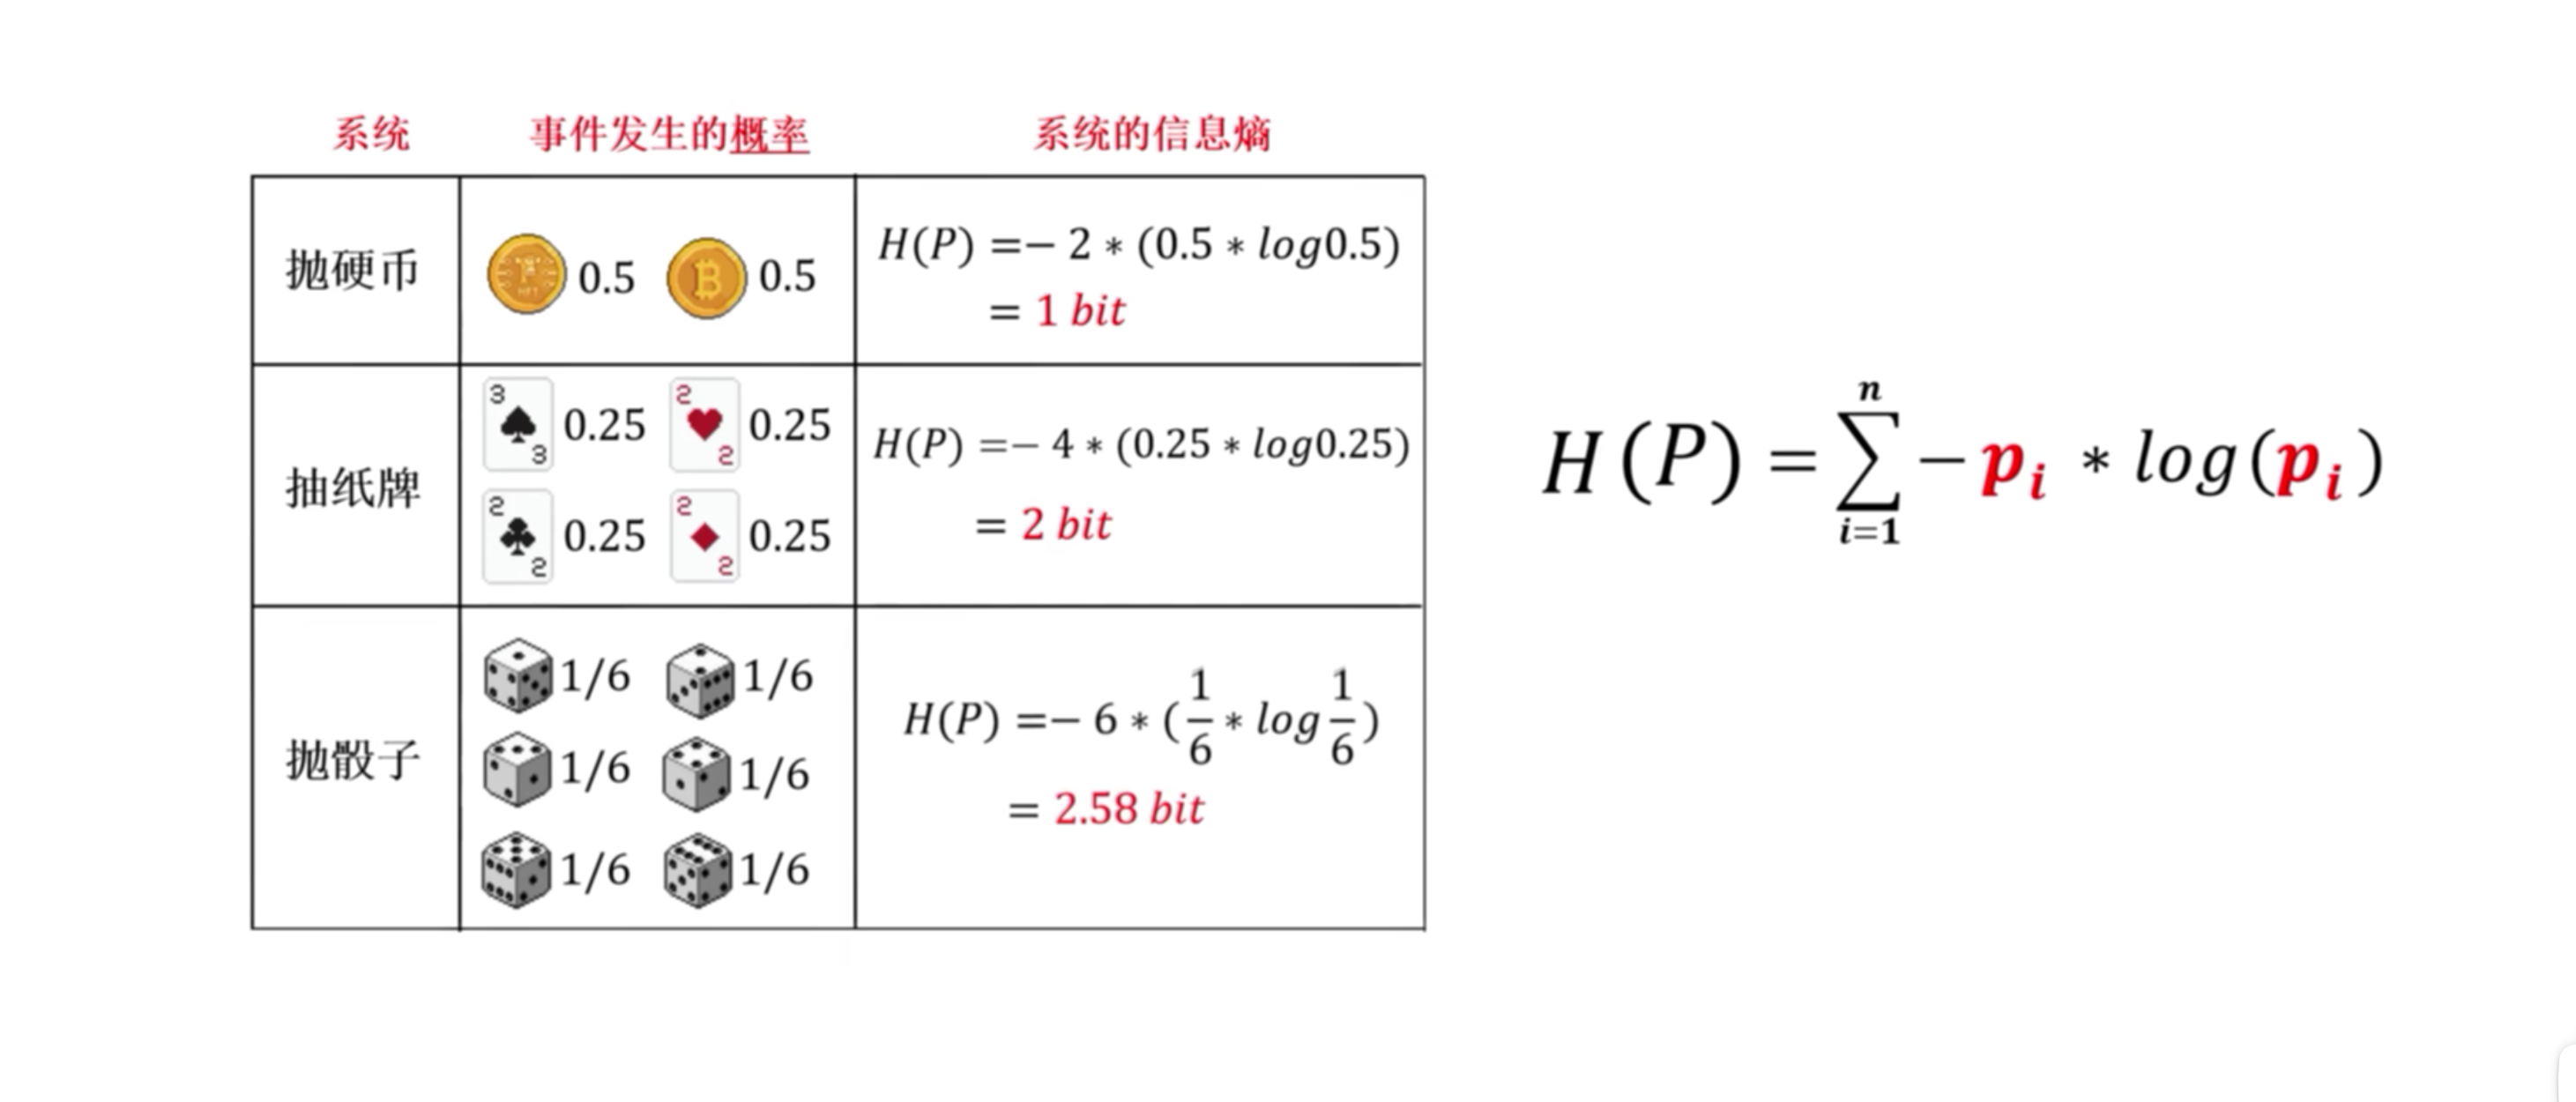 系统 事件发生的概率 系统的信息熵
抛硬币
0.5 0.5
H(P) =− 2 * (0.5 * log0.5)
= 1 bit
抽纸牌
3 3 0.25 2 2 0.25
2 2 0.25 2 2 0.25
H(P) =− 4 * (0.25 * log0.25)
= 2 bit
抛骰子
1/6 1/6
1/6 1/6
1/6 1/6
H(P) =− 6 * (1/6 * log 1/6)
= 2.58 bit
H(P) = ∑_{i=1}^{n} − p_i * log(p_i)